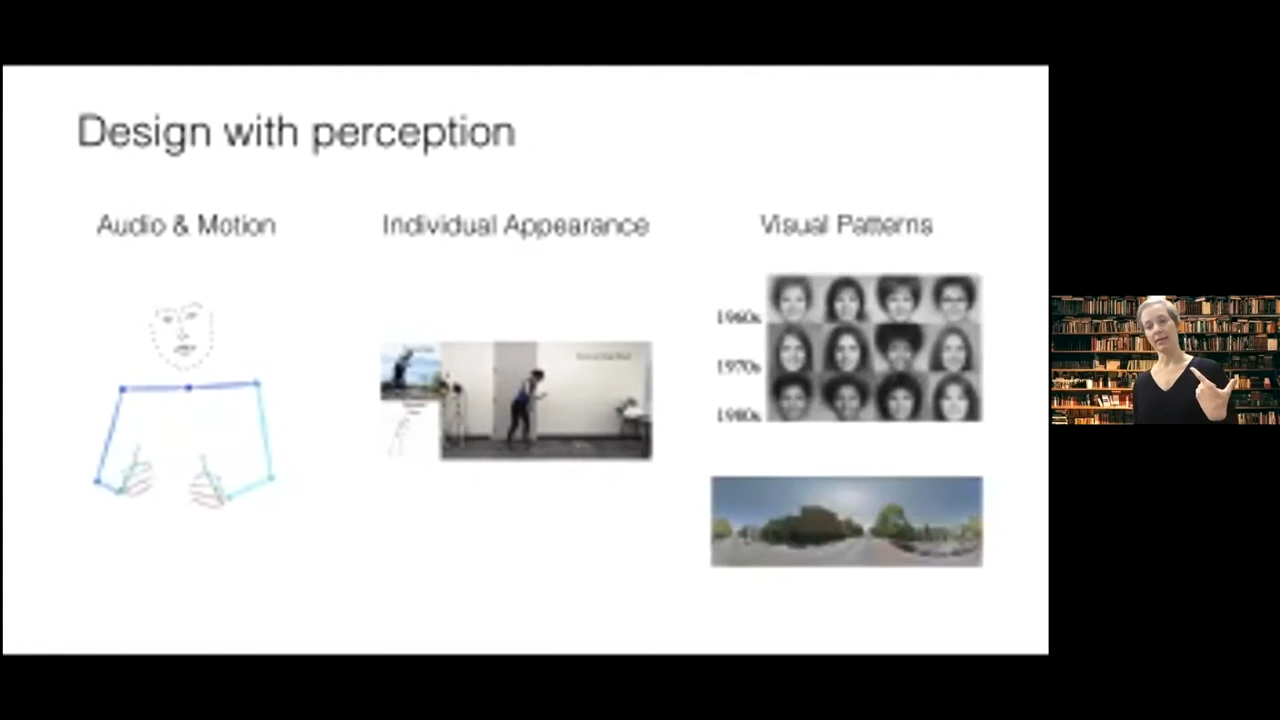 Design with perception
Audio & Motion
Individual Appearance
Visual Patterns
1960s
1970s
1980s